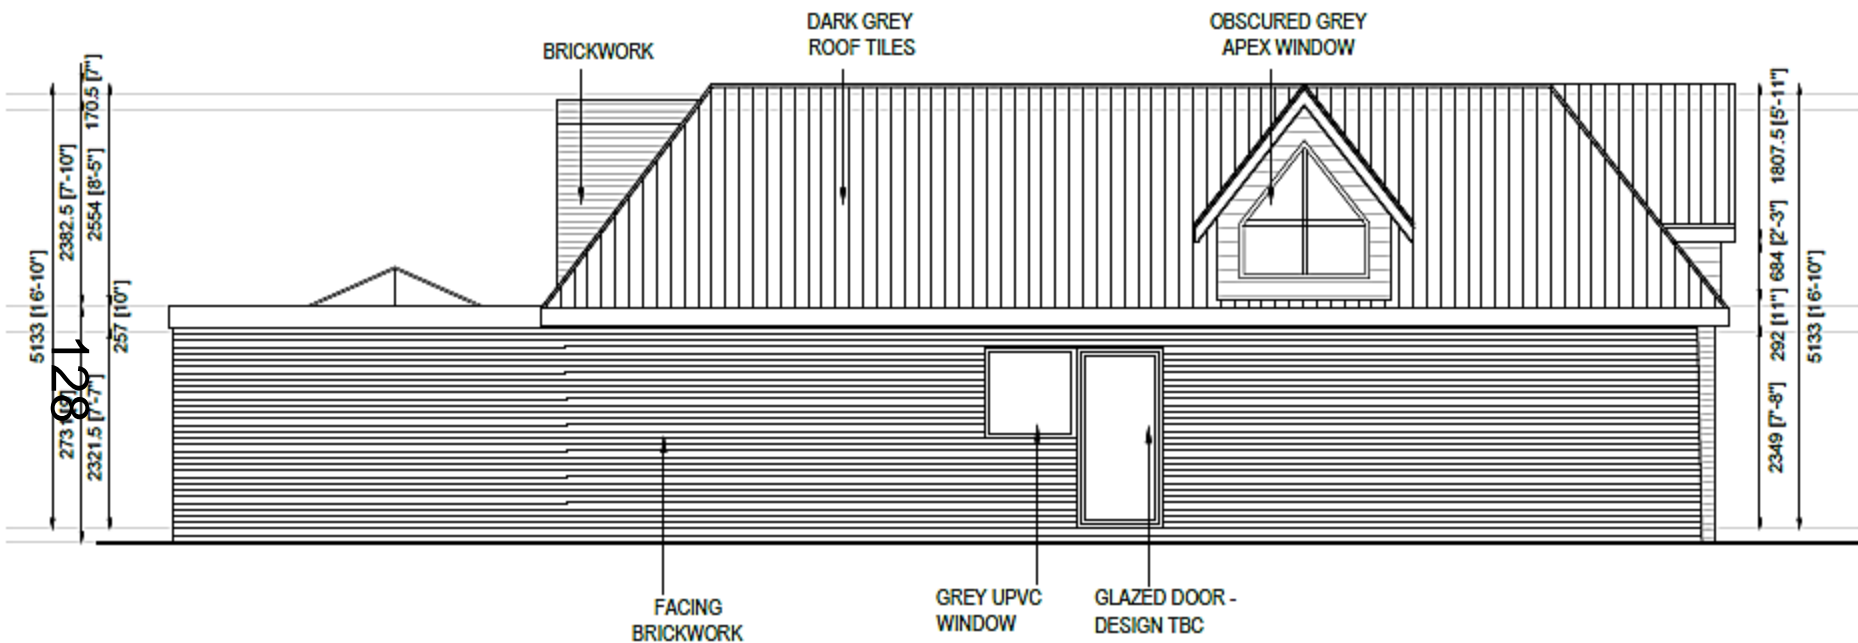 BRICKWORK
DARK GREY
ROOF TILES
OBSCURED GREY
APEX WINDOW
5133 [16'-10"]
2382.5 [7'-10"]
170.5 [7"]
2554 [8'-5"]
257 [10"]
2321.5 [7'-7"]
128
1807.5 [5'-11"]
684 [2'-3"]
292 [11"]
2349 [7'-8"]
5133 [16'-10"]
FACING
BRICKWORK
GREY UPVC
WINDOW
GLAZED DOOR -
DESIGN TBC